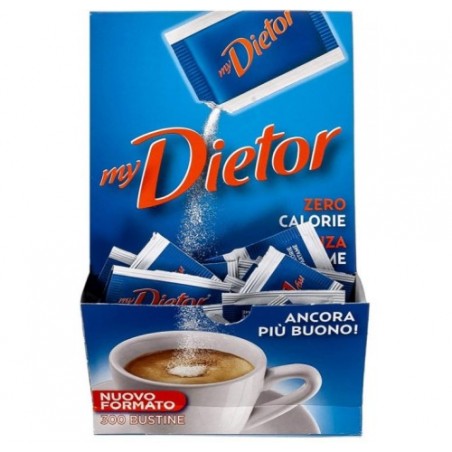 my Dietor
my Dietor
ZERO
CALORIE
ANCORA
PIÙ BUONO!
NUOVO
FORMATO
300 BUSTINE